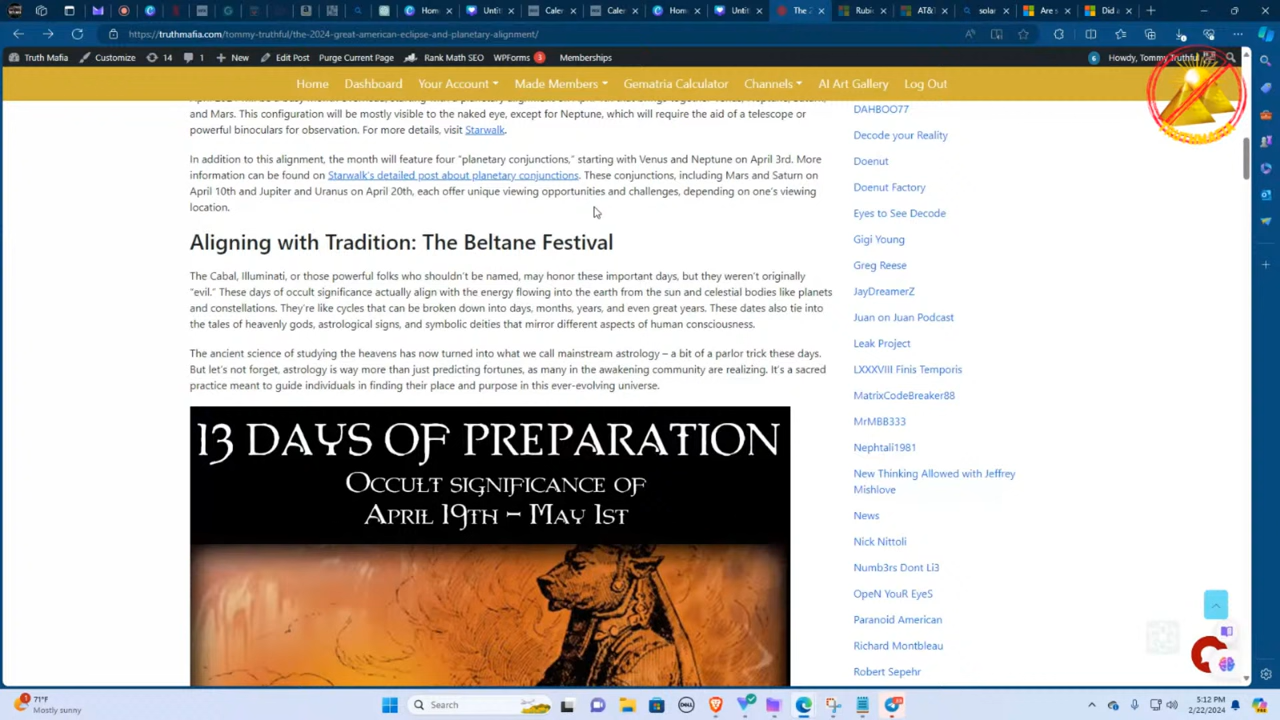 Home
Untit
Caler
Caler
Home
Untit
The 2
Rubi
AT&T
solar
Are s
Did a
https://truthmafia.com/tommy-truthful/the-2024-great-american-eclipse-and-planetary-alignment/
Truth Mafia Customize 14 1 New Edit Post Purge Current Page Rank Math SEO WPForms 3 Memberships 6 Howdy, Tommy Truthful
Home Dashboard Your Account Made Members Gematria Calculator Channels AI Art Gallery Log Out
and Mars. This configuration will be mostly visible to the naked eye, except for Neptune, which will require the aid of a telescope or
powerful binoculars for observation. For more details, visit Starwalk.
In addition to this alignment, the month will feature four "planetary conjunctions," starting with Venus and Neptune on April 3rd. More
information can be found on Starwalk's detailed post about planetary conjunctions. These conjunctions, including Mars and Saturn on
April 10th and Jupiter and Uranus on April 20th, each offer unique viewing opportunities and challenges, depending on one's viewing
location.
Aligning with Tradition: The Beltane Festival
The Cabal, Illuminati, or those powerful folks who shouldn't be named, may honor these important days, but they weren't originally
"evil." These days of occult significance actually align with the energy flowing into the earth from the sun and celestial bodies like planets
and constellations. They're like cycles that can be broken down into days, months, years, and even great years. These dates also tie into
the tales of heavenly gods, astrological signs, and symbolic deities that mirror different aspects of human consciousness.
The ancient science of studying the heavens has now turned into what we call mainstream astrology – a bit of a parlor trick these days.
But let's not forget, astrology is way more than just predicting fortunes, as many in the awakening community are realizing. It's a sacred
practice meant to guide individuals in finding their place and purpose in this ever-evolving universe.
13 DAYS OF PREPARATION
OCCULT SIGNIFICANCE OF
APRIL 19TH – MAY 1ST
DAHBOO77
Decode your Reality
Doenut
Doenut Factory
Eyes to See Decode
Gigi Young
Greg Reese
JayDreamerZ
Juan on Juan Podcast
Leak Project
LXXXVIII Finis Temporis
MatrixCodeBreaker88
MrMBB333
Nephtali1981
New Thinking Allowed with Jeffrey
Mishlove
News
Nick Nittoli
Numb3rs Dont Li3
OpeN YouR EyeS
Paranoid American
Richard Montbleau
Robert Sepehr
71°F
Mostly sunny
Search
DELL
5:12 PM
2/22/2024